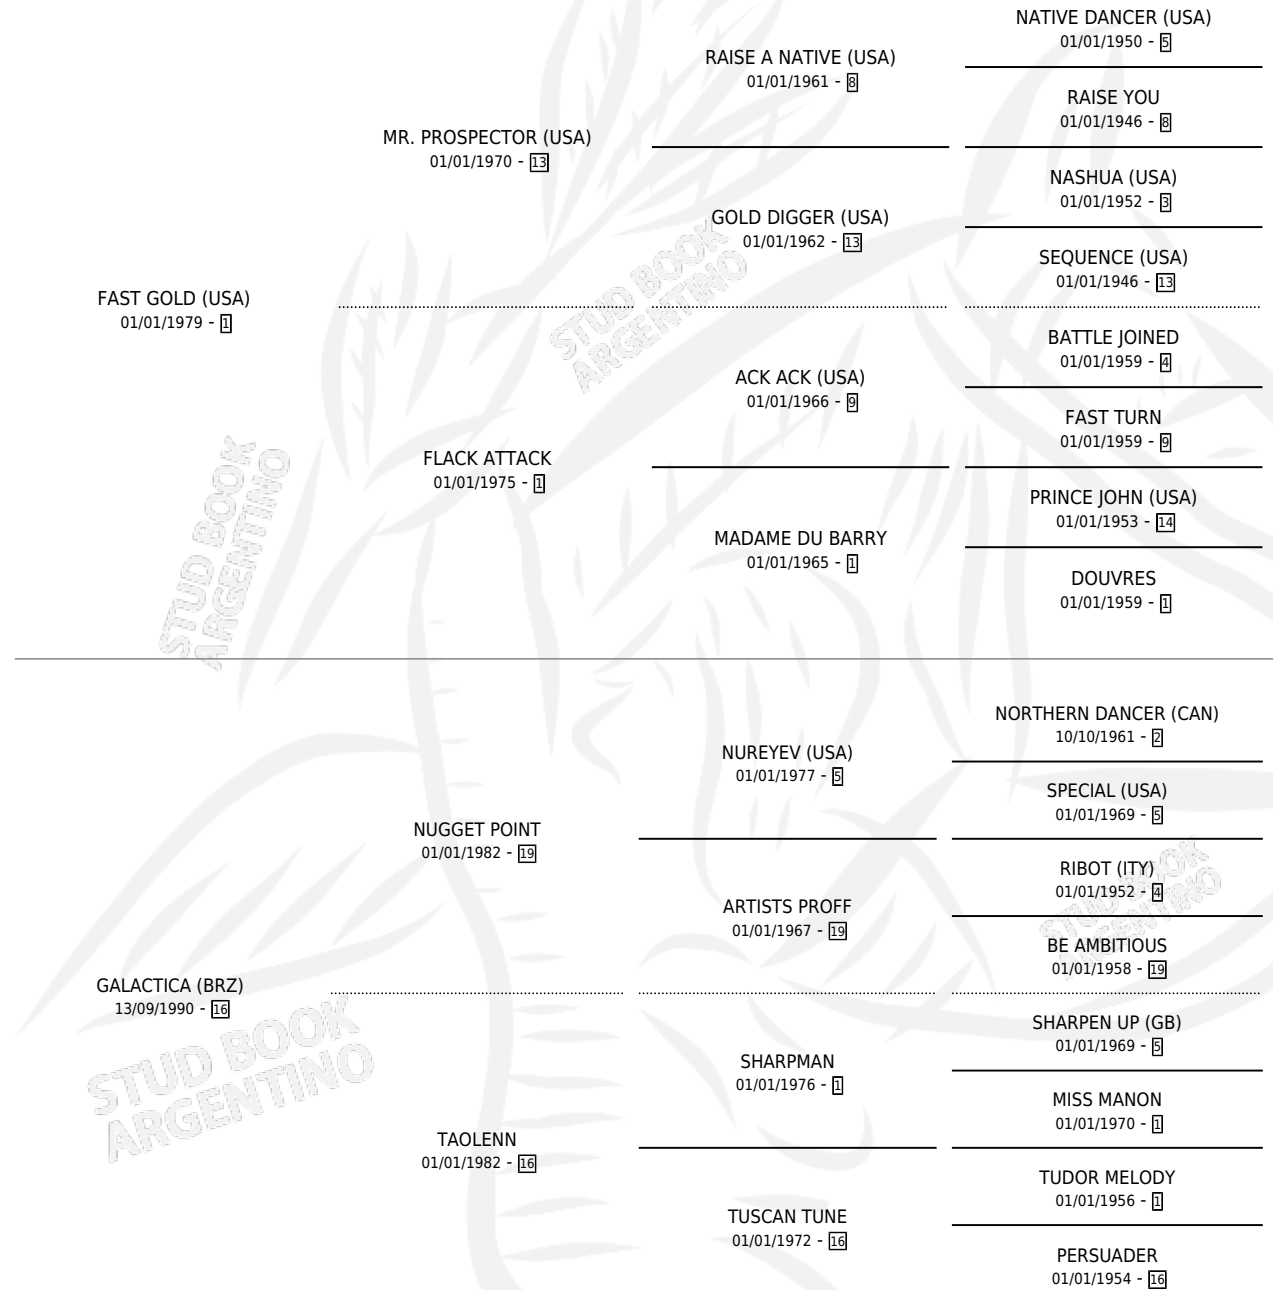 NATIVE DANCER (USA)
01/01/1950 - 5
RAISE A NATIVE (USA)
01/01/1961 - 8
RAISE YOU
01/01/1946 - 8
MR. PROSPECTOR (USA)
01/01/1970 - 13
NASHUA (USA)
01/01/1952 - 3
GOLD DIGGER (USA)
01/01/1962 - 13
SEQUENCE (USA)
01/01/1946 - 13
FAST GOLD (USA)
01/01/1979 - 1
BATTLE JOINED
01/01/1959 - 4
ACK ACK (USA)
01/01/1966 - 9
FAST TURN
01/01/1959 - 9
FLACK ATTACK
01/01/1975 - 1
PRINCE JOHN (USA)
01/01/1953 - 14
MADAME DU BARRY
01/01/1965 - 1
DOUVRES
01/01/1959 - 1
STUD BOOK
ARGENTINO
STUD BOOK
ARGENTINO
NORTHERN DANCER (CAN)
10/10/1961 - 2
NUREYEV (USA)
01/01/1977 - 5
SPECIAL (USA)
01/01/1969 - 5
NUGGET POINT
01/01/1982 - 19
RIBOT (ITY)
01/01/1952 - 4
ARTISTS PROFF
01/01/1967 - 19
BE AMBITIOUS
01/01/1958 - 19
GALACTICA (BRZ)
13/09/1990 - 16
SHARPEN UP (GB)
01/01/1969 - 5
SHARPMAN
01/01/1976 - 1
MISS MANON
01/01/1970 - 1
TAOLENN
01/01/1982 - 16
TUDOR MELODY
01/01/1956 - 1
TUSCAN TUNE
01/01/1972 - 16
PERSUADER
01/01/1954 - 16
STUD BOOK
ARGENTINO
STUD BOOK
ARGENTINO